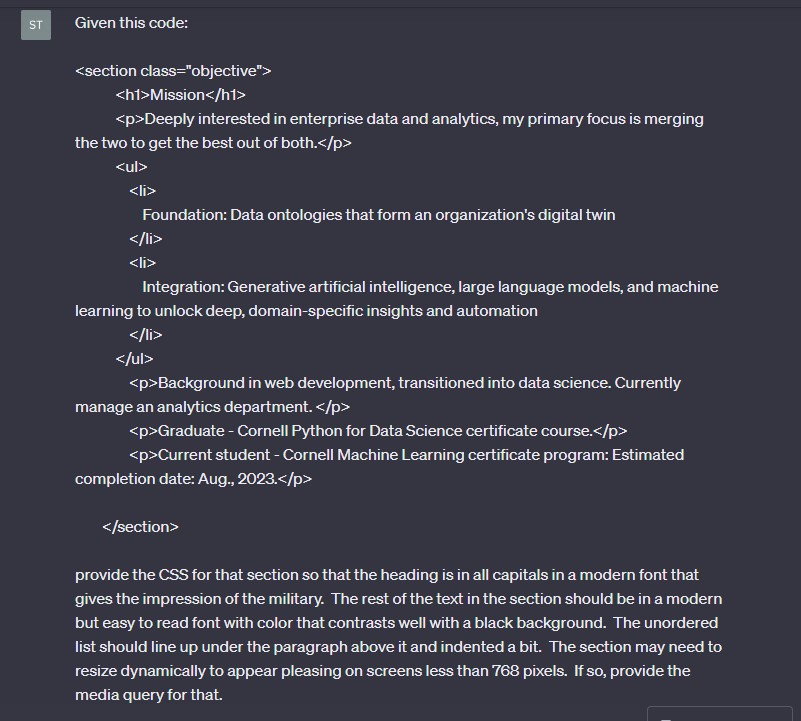 ST
Given this code:
<section class="objective">
<h1>Mission</h1>
<p>Deeply interested in enterprise data and analytics, my primary focus is merging
the two to get the best out of both.</p>
<ul>
<li>
Foundation: Data ontologies that form an organization's digital twin
</li>
<li>
Integration: Generative artificial intelligence, large language models, and machine
learning to unlock deep, domain-specific insights and automation
</li>
</ul>
<p>Background in web development, transitioned into data science. Currently
manage an analytics department. </p>
<p>Graduate - Cornell Python for Data Science certificate course.</p>
<p>Current student - Cornell Machine Learning certificate program: Estimated
completion date: Aug., 2023.</p>
</section>
provide the CSS for that section so that the heading is in all capitals in a modern font that
gives the impression of the military.  The rest of the text in the section should be in a modern
but easy to read font with color that contrasts well with a black background.  The unordered
list should line up under the paragraph above it and indented a bit.  The section may need to
resize dynamically to appear pleasing on screens less than 768 pixels.  If so, provide the
media query for that.